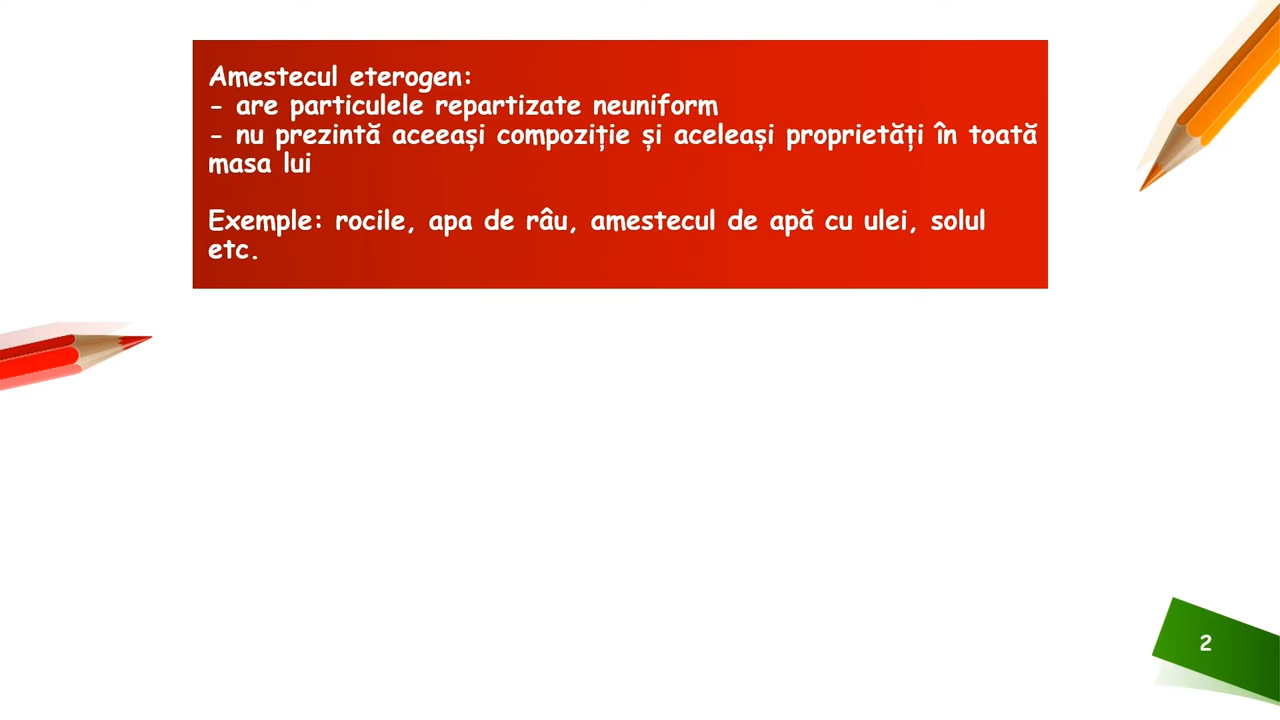 Amestecul eterogen:
- are particulele repartizate neuniform
- nu prezintă aceeași compoziție și aceleași proprietăți în toată
masa lui
Exemple: rocile, apa de râu, amestecul de apă cu ulei, solul
etc.
2